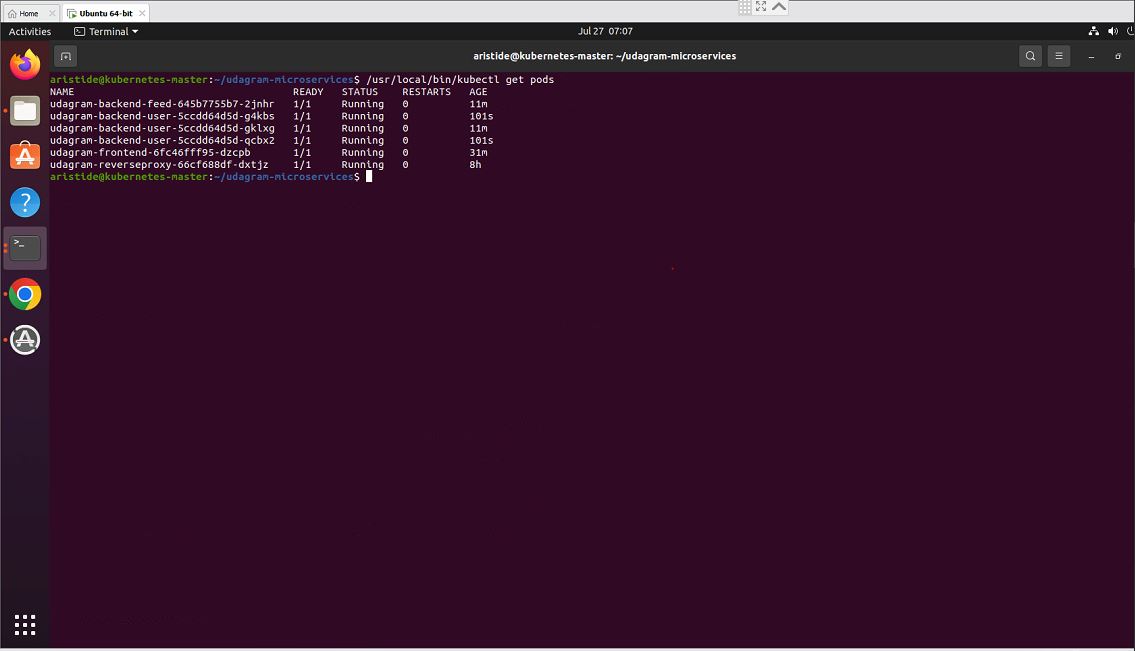 Home
Ubuntu 64-bit
Activities
Terminal
Jul 27 07:07
aristide@kubernetes-master: ~/udagram-microservices
aristide@kubernetes-master:~/udagram-microservices$ /usr/local/bin/kubectl get pods
NAME READY STATUS RESTARTS AGE
udagram-backend-feed-645b7755b7-2jnhr 1/1 Running 0 11m
udagram-backend-user-5ccdd64d5d-g4kbs 1/1 Running 0 101s
udagram-backend-user-5ccdd64d5d-gklxg 1/1 Running 0 11m
udagram-backend-user-5ccdd64d5d-qcbx2 1/1 Running 0 101s
udagram-frontend-6fc46fff95-dzcpb 1/1 Running 0 31m
udagram-reverseproxy-66cf688df-dxtjz 1/1 Running 0 8h
aristide@kubernetes-master:~/udagram-microservices$